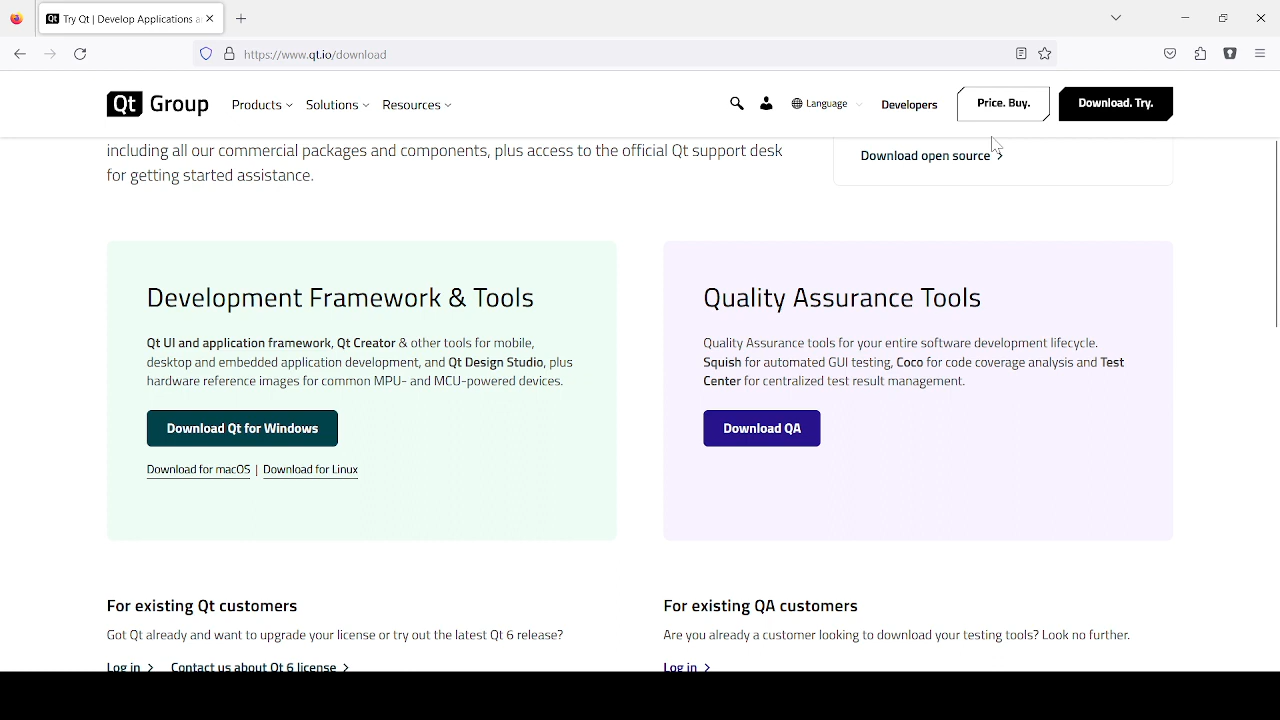 Qt Try Qt | Develop Applications a
https://www.qt.io/download
Qt Group Products Solutions Resources Language Developers Price. Buy. Download. Try.
including all our commercial packages and components, plus access to the official Qt support desk
for getting started assistance.
Download open source
Development Framework & Tools
Qt UI and application framework, Qt Creator & other tools for mobile,
desktop and embedded application development, and Qt Design Studio, plus
hardware reference images for common MPU- and MCU-powered devices.
Download Qt for Windows
Download for macOS | Download for Linux
Quality Assurance Tools
Quality Assurance tools for your entire software development lifecycle.
Squish for automated GUI testing, Coco for code coverage analysis and Test
Center for centralized test result management.
Download QA
For existing Qt customers
Got Qt already and want to upgrade your license or try out the latest Qt 6 release?
Log in Contact us about Qt 6 license
For existing QA customers
Are you already a customer looking to download your testing tools? Look no further.
Log in